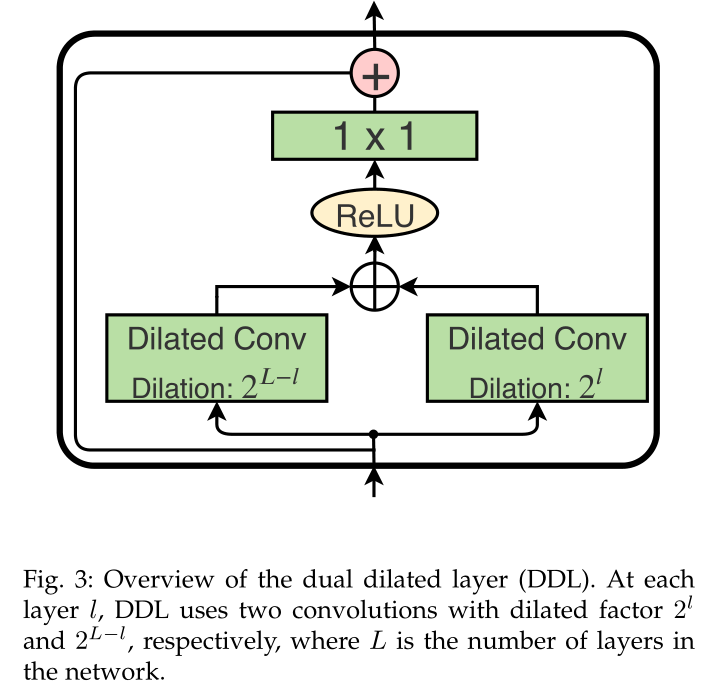 +
1 x 1
ReLU
Dilated Conv
Dilation: 2^{L−l}
Dilated Conv
Dilation: 2^l
Fig. 3: Overview of the dual dilated layer (DDL). At each
layer l, DDL uses two convolutions with dilated factor 2^l
and 2^{L−l}, respectively, where L is the number of layers in
the network.